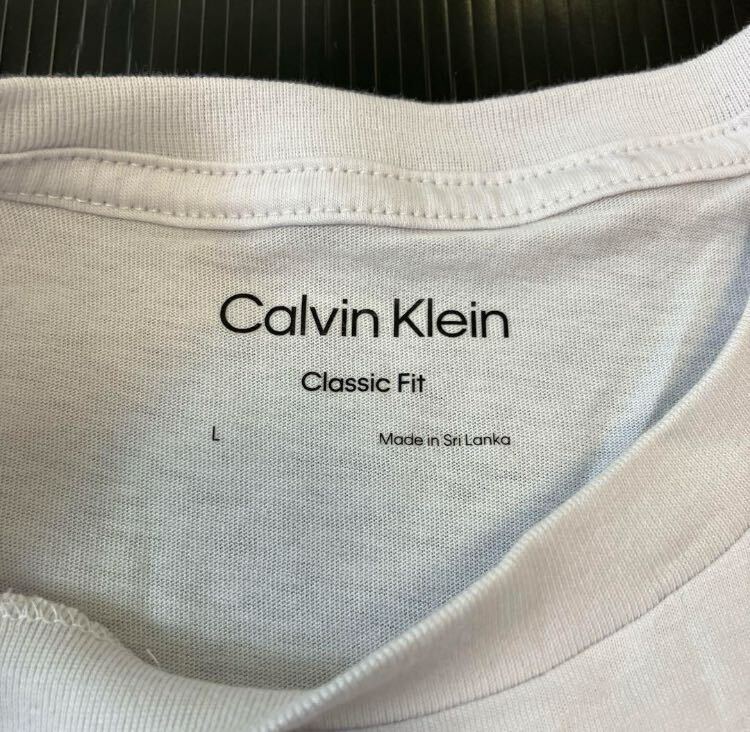 Calvin Klein
Classic Fit
L Made in Sri Lanka